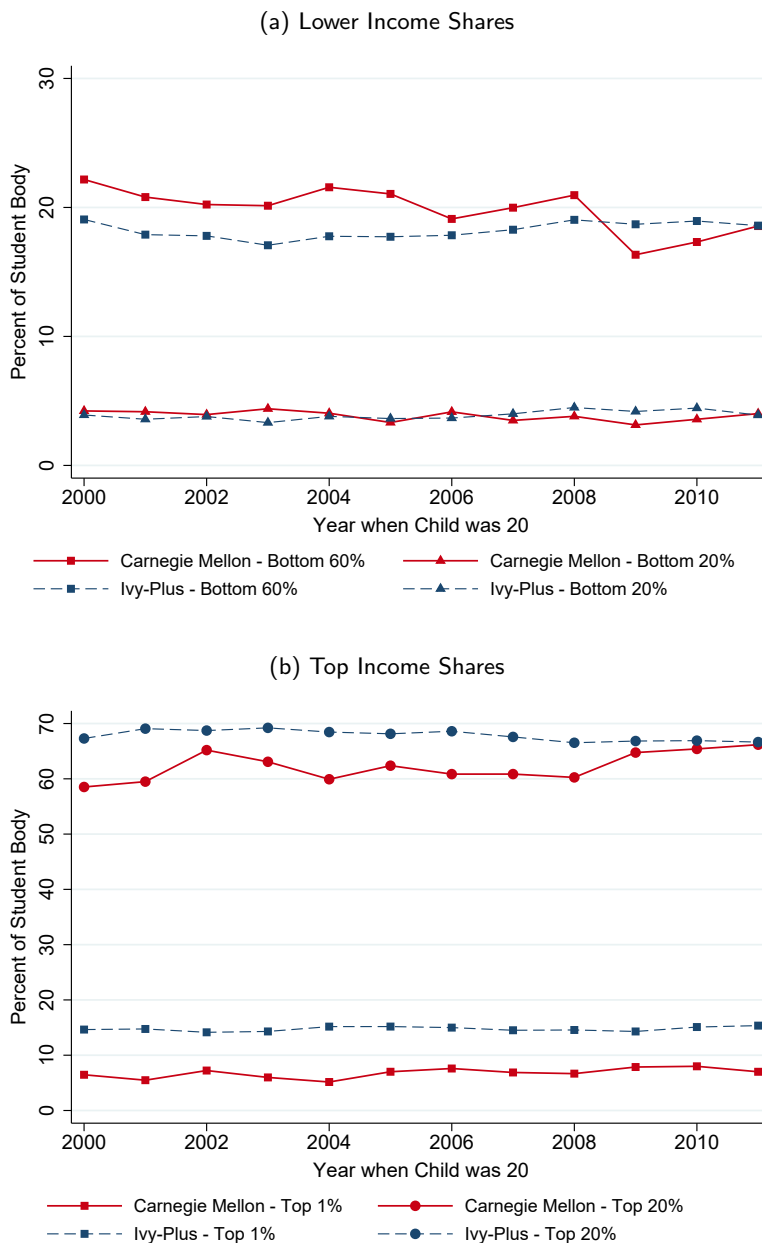 (a) Lower Income Shares
30
20
10
0
Percent of Student Body
2000 2002 2004 2006 2008 2010
Year when Child was 20
Carnegie Mellon - Bottom 60% Carnegie Mellon - Bottom 20%
Ivy-Plus - Bottom 60% Ivy-Plus - Bottom 20%
(b) Top Income Shares
70
60
50
40
30
20
10
0
Percent of Student Body
2000 2002 2004 2006 2008 2010
Year when Child was 20
Carnegie Mellon - Top 1% Carnegie Mellon - Top 20%
Ivy-Plus - Top 1% Ivy-Plus - Top 20%